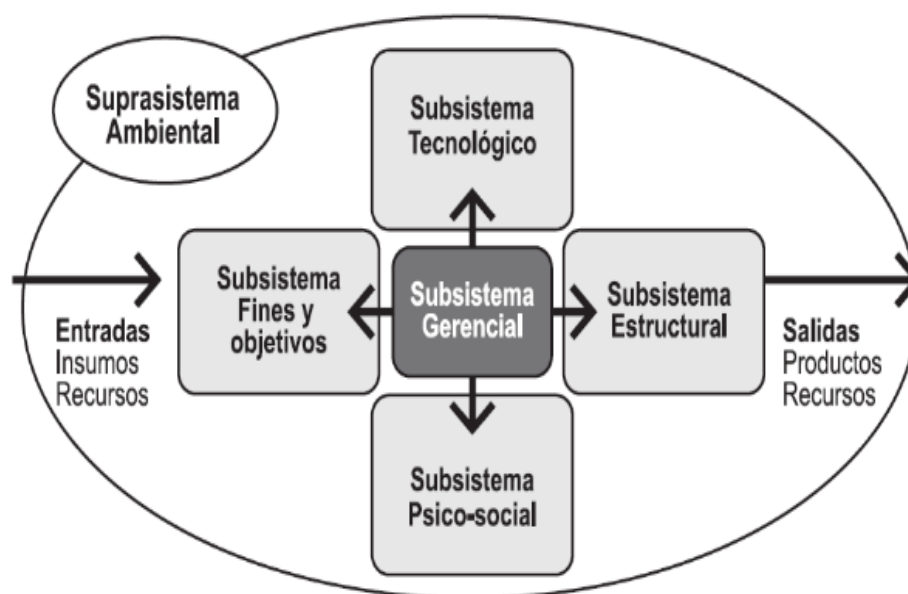 Suprasistema
Ambiental
Subsistema
Tecnológico
Subsistema
Fines y
objetivos
Subsistema
Gerencial
Subsistema
Estructural
Entradas
Insumos
Recursos
Salidas
Productos
Recursos
Subsistema
Psico-social